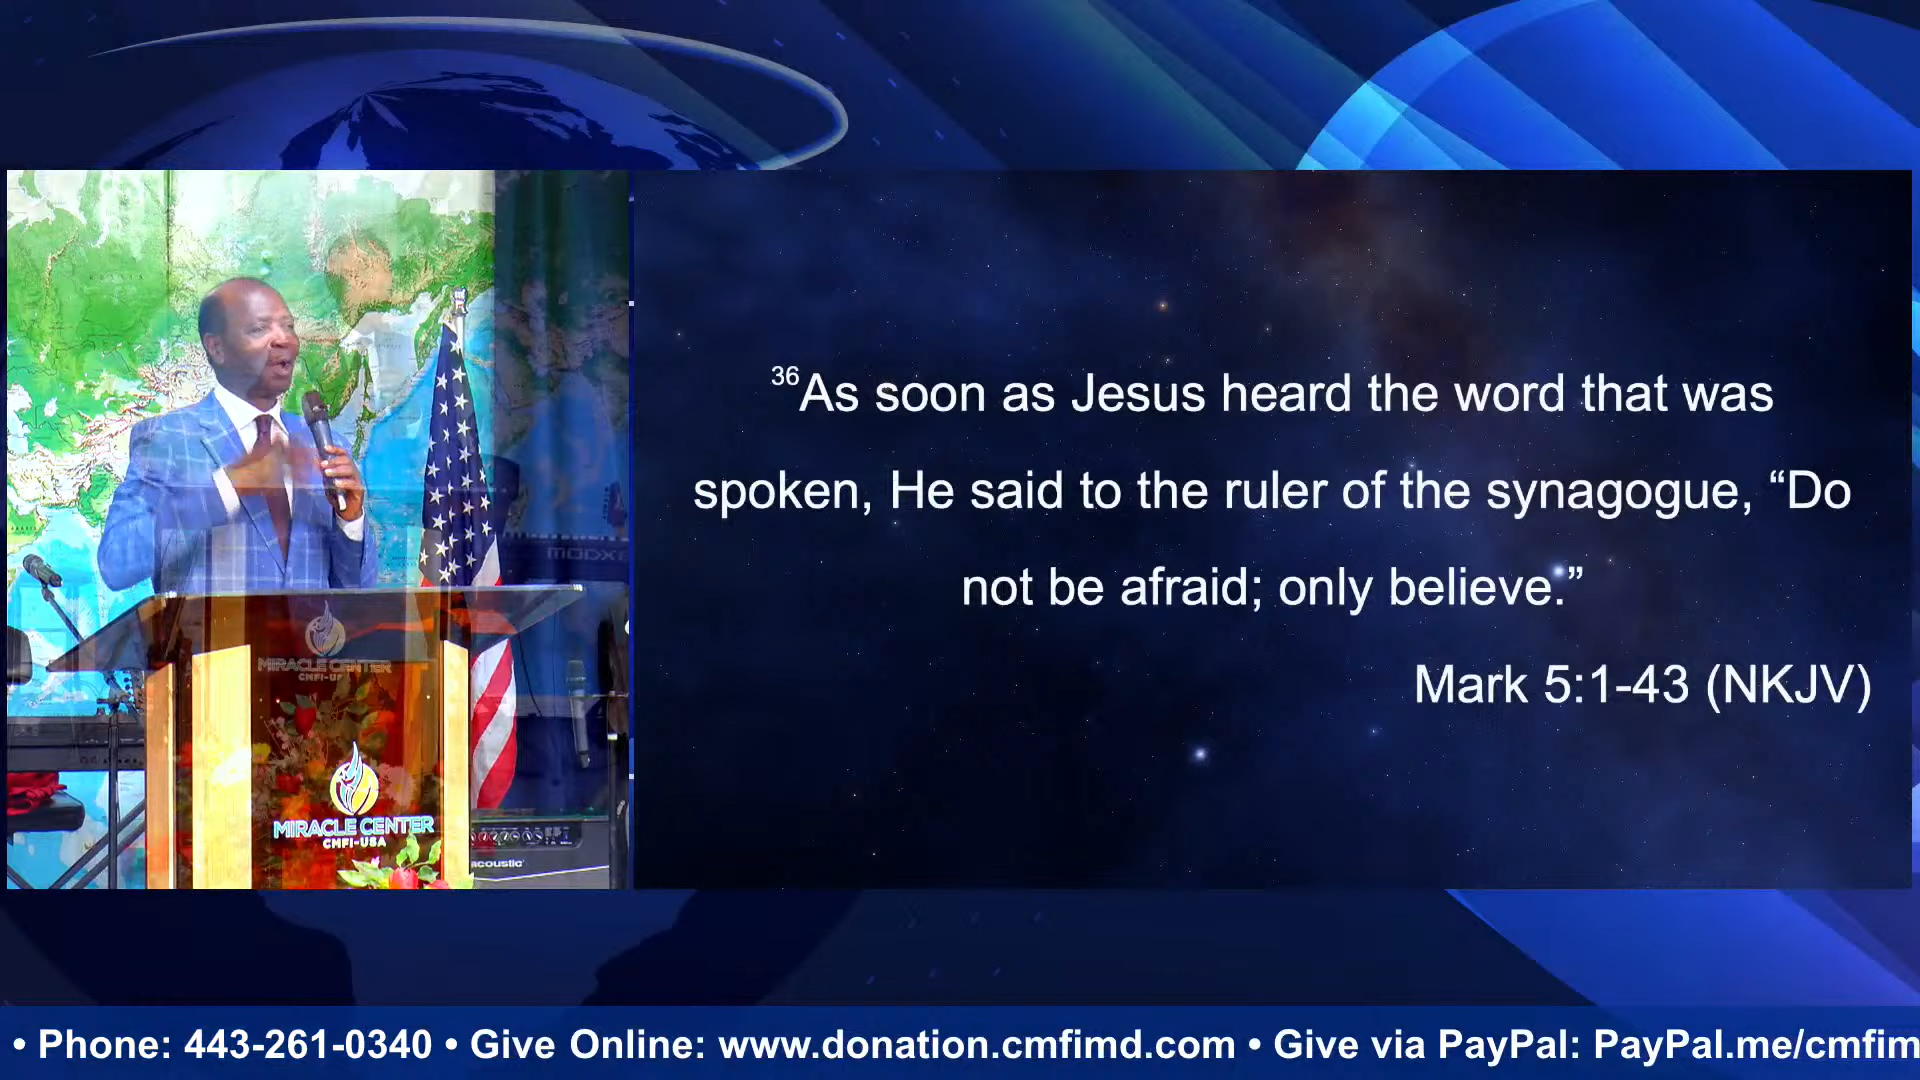 ³⁶As soon as Jesus heard the word that was
spoken, He said to the ruler of the synagogue, “Do
not be afraid; only believe.”
Mark 5:1-43 (NKJV)
MODX
MIRACLE CENTER
MIRACLE CENTER
CMFI-USA
acoustic
• Phone: 443-261-0340 • Give Online: www.donation.cmfimd.com • Give via PayPal: PayPal.me/cmfim